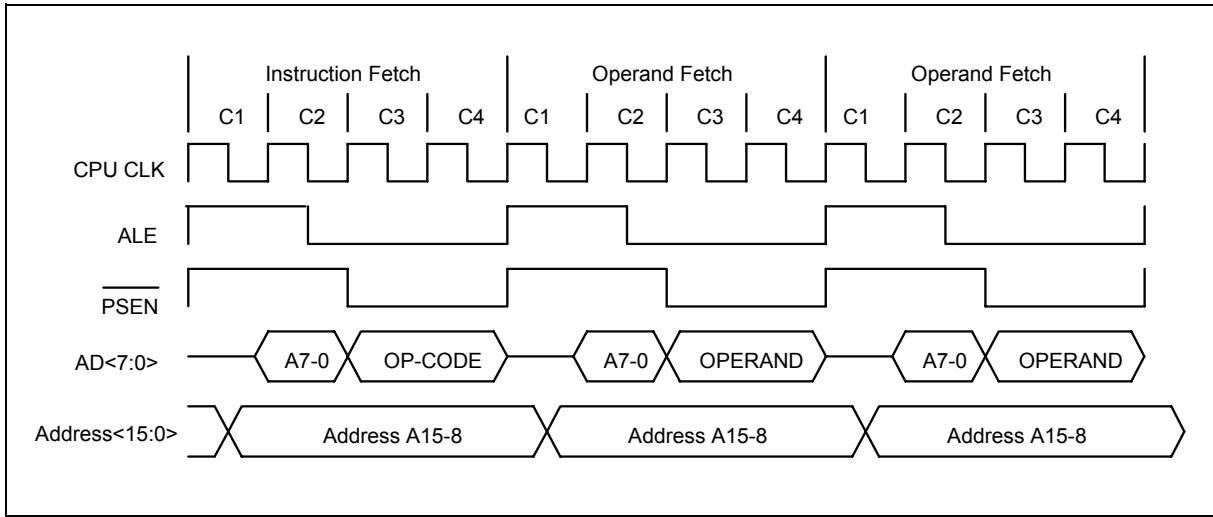 Instruction Fetch Operand Fetch Operand Fetch
C1 C2 C3 C4 C1 C2 C3 C4 C1 C2 C3 C4
CPU CLK
ALE
PSEN
AD<7:0> A7-0 OP-CODE A7-0 OPERAND A7-0 OPERAND
Address<15:0> Address A15-8 Address A15-8 Address A15-8